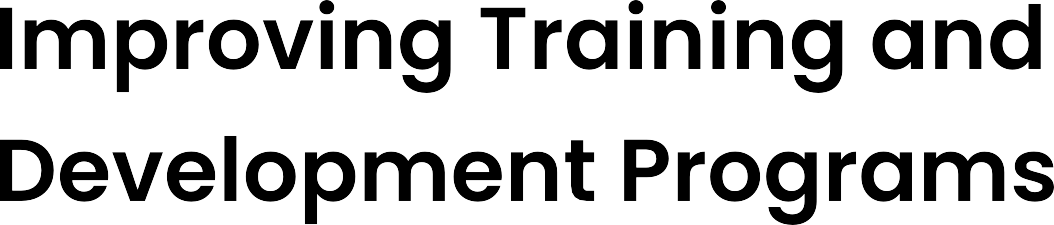 Improving Training and
Development Programs